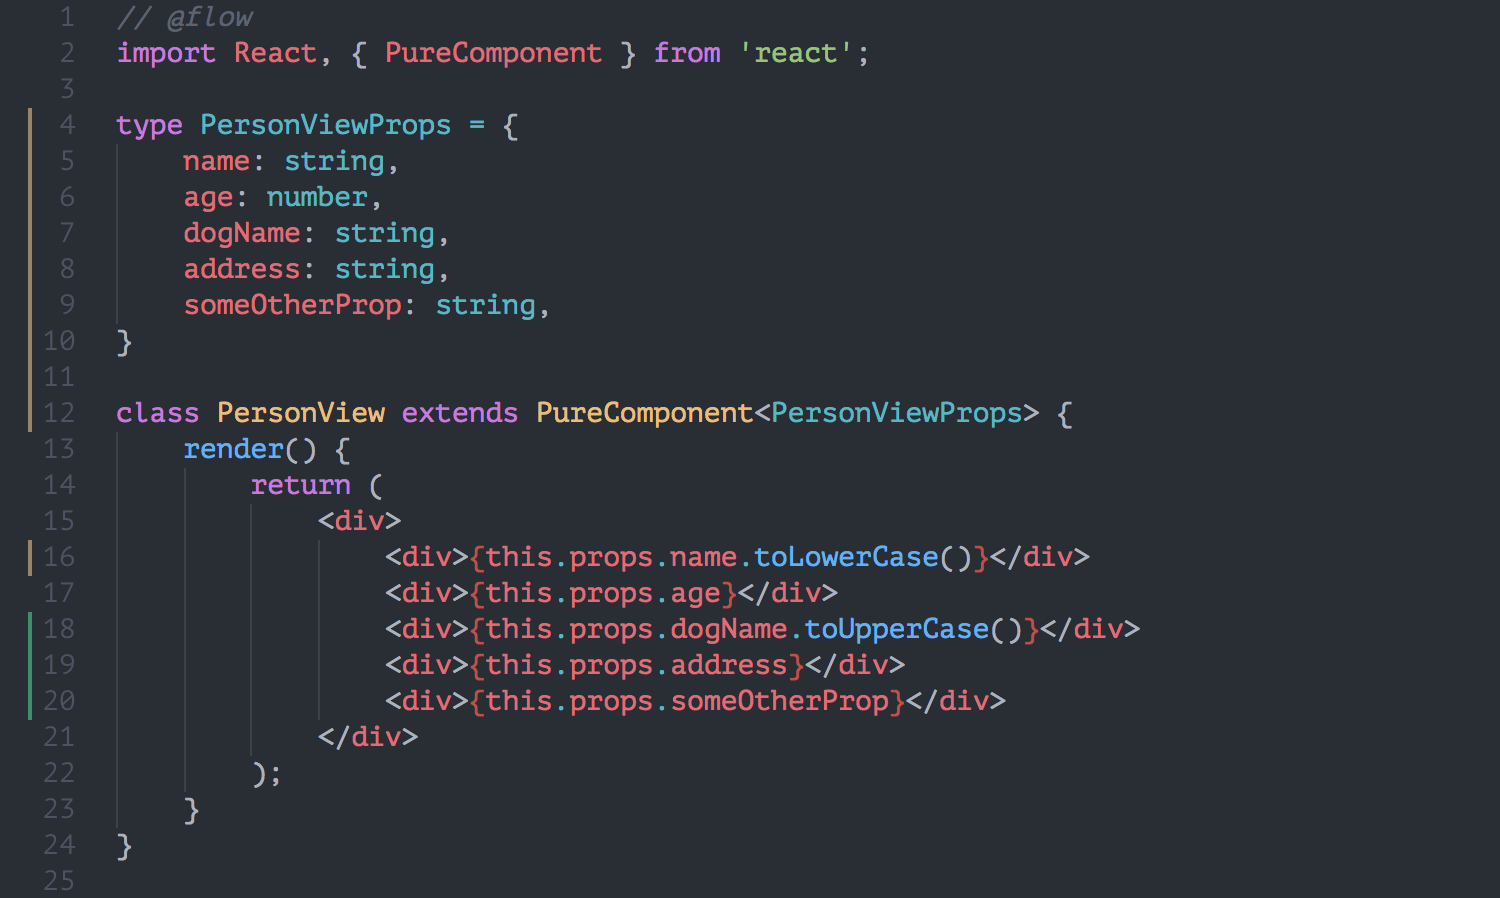 1 // @flow
2 import React, { PureComponent } from 'react';
3
4 type PersonViewProps = {
5     name: string,
6     age: number,
7     dogName: string,
8     address: string,
9     someOtherProp: string,
10 }
11
12 class PersonView extends PureComponent<PersonViewProps> {
13     render() {
14         return (
15             <div>
16                 <div>{this.props.name.toLowerCase()}</div>
17                 <div>{this.props.age}</div>
18                 <div>{this.props.dogName.toUpperCase()}</div>
19                 <div>{this.props.address}</div>
20                 <div>{this.props.someOtherProp}</div>
21             </div>
22         );
23     }
24 }
25